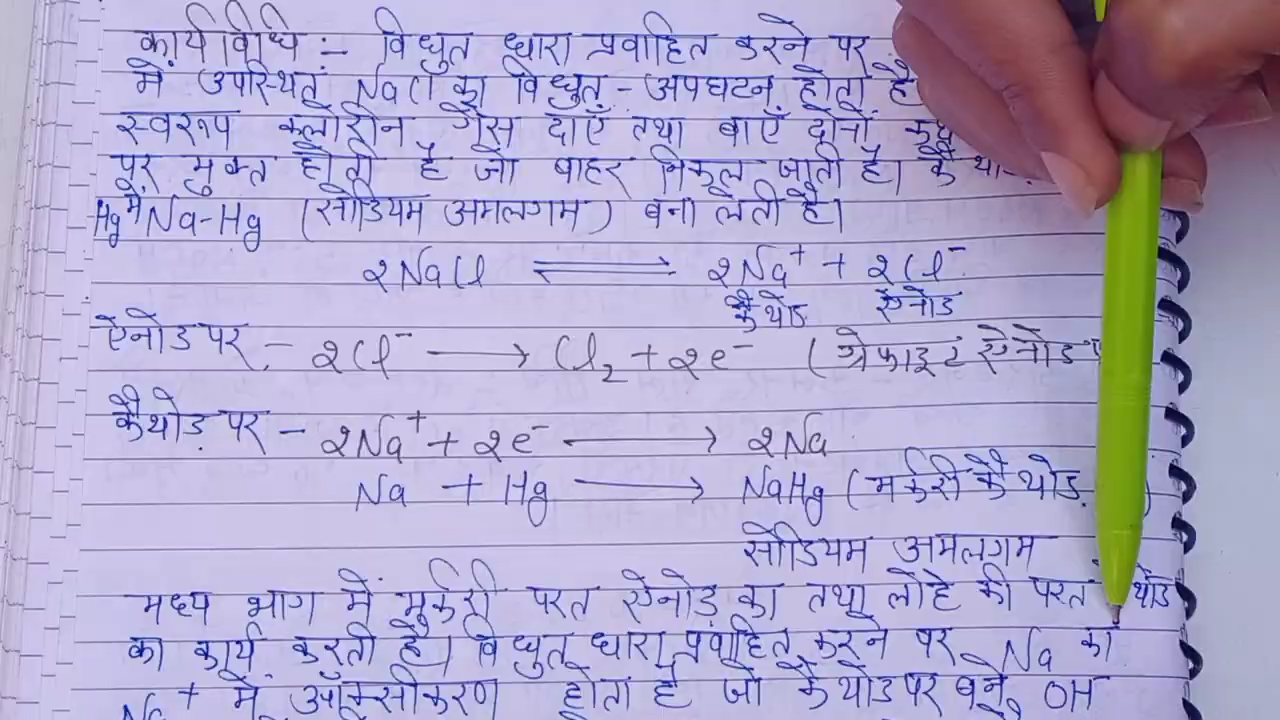 कार्यविधि :- विधुत धारा प्रवाहित करने पर
में उपस्थित NaCl का विधुत - अपघटन होता है
स्वरूप क्लोरीन गैस दाएँ तथा बाएँ दोनों
पर मुक्त होती है जो बाहर निकल जाती है।
Hg में Na-Hg (सोडियम अमलगम) बना लेती है।
2NaCl ⇌ 2Na⁺ + 2Cl⁻
कैथोड ऐनोड
ऐनोड पर - 2Cl⁻ ⟶ Cl₂ + 2e⁻ (ग्रेफाइट ऐनोड
कैथोड पर - 2Na⁺ + 2e⁻ ⟶ 2Na
Na + Hg ⟶ NaHg (मर्करी कैथोड )
सोडियम अमलगम
मध्य भाग में मर्करी परत ऐनोड का तथा लोहे की परत
का कार्य करती है। विधुत धारा प्रवाहित करने पर Na का
Na⁺ में ऑक्सीकरण होता है जो कैथोड पर बने OH⁻